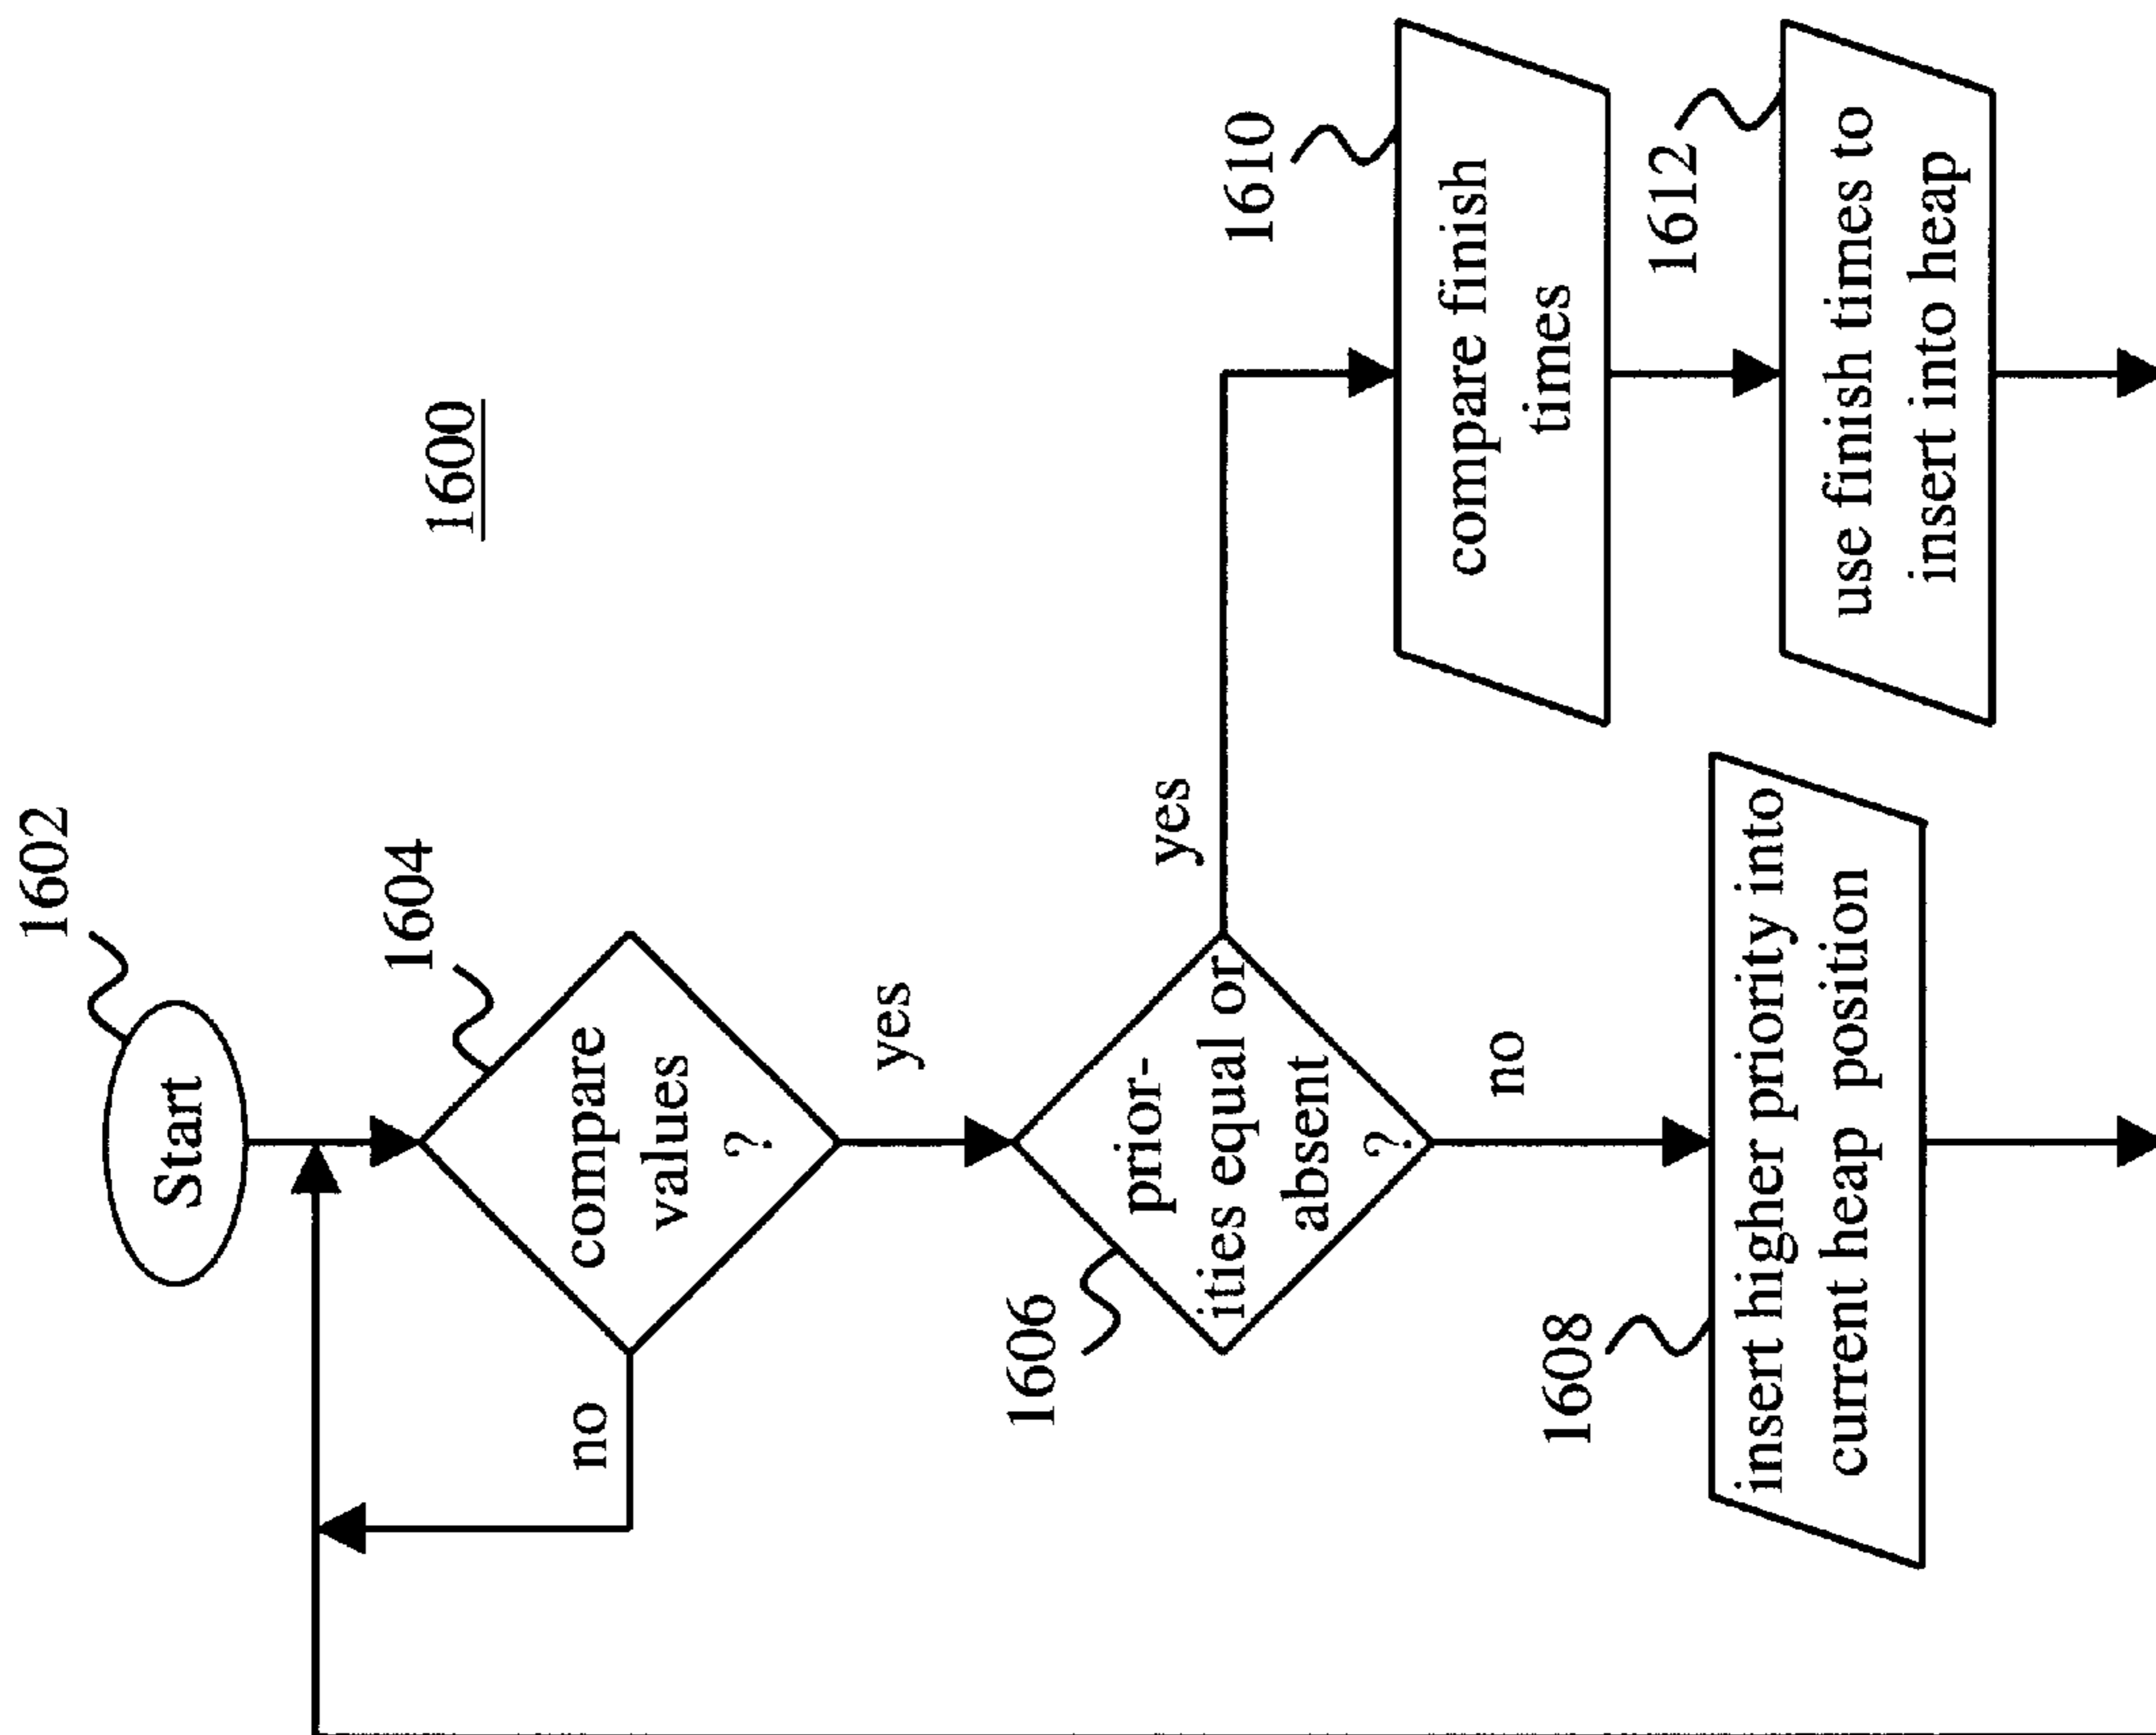 1600
1602
Start
1604
compare
values
?
no
yes
1606
prior-
ities equal or
absent
?
yes
no
1608
insert higher priority into
current heap position
1610
compare finish
times
1612
use finish times to
insert into heap